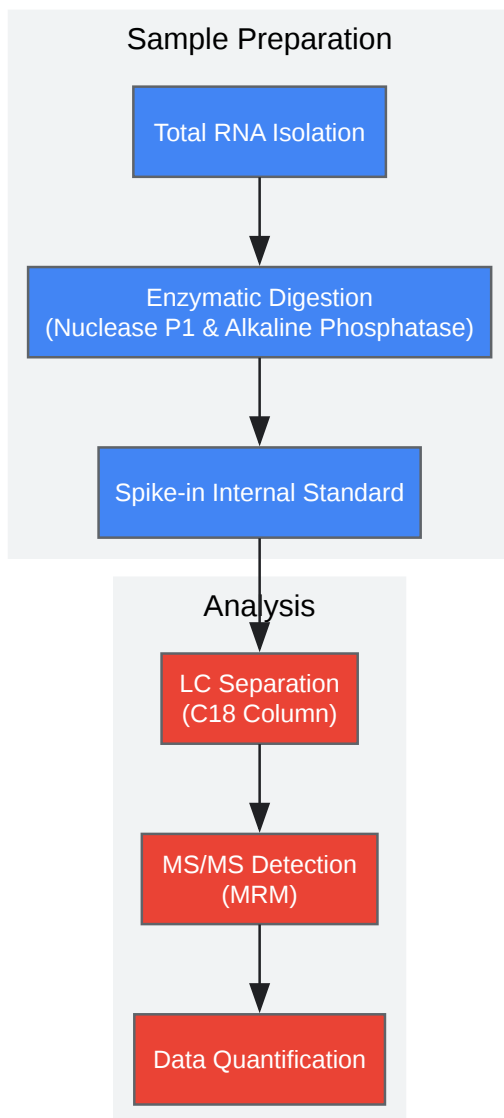 Sample Preparation
Total RNA Isolation
Enzymatic Digestion
(Nuclease P1 & Alkaline Phosphatase)
Spike-in Internal Standard
Analysis
LC Separation
(C18 Column)
MS/MS Detection
(MRM)
Data Quantification